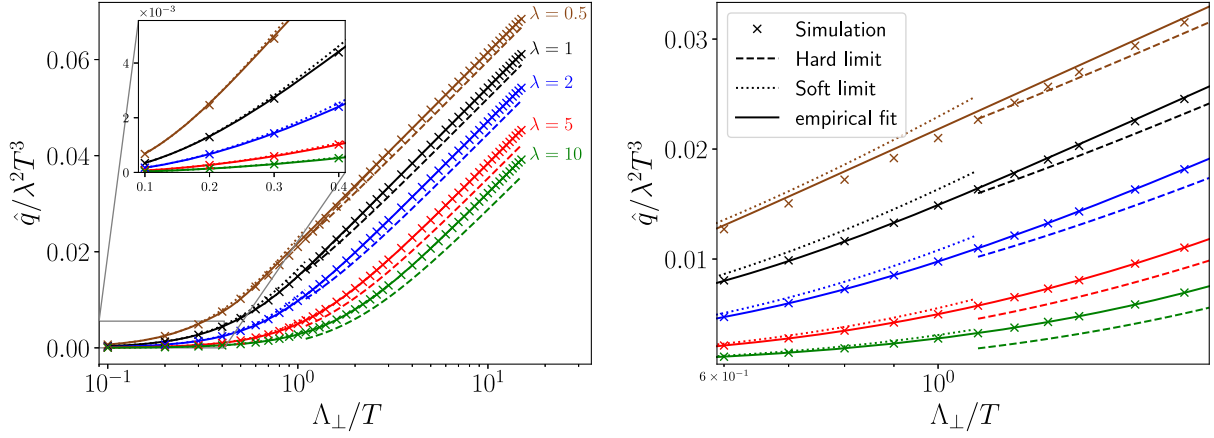 ×10⁻³
4
2
0
0.1 0.2 0.3 0.4
0.06
0.04
0.02
0.00
q̂/λ²T³
10⁻¹ 10⁰ 10¹
Λ⊥/T
λ = 0.5
λ = 1
λ = 2
λ = 5
λ = 10
0.03
0.02
0.01
q̂/λ²T³
Simulation
Hard limit
Soft limit
empirical fit
6 × 10⁻¹ 10⁰
Λ⊥/T